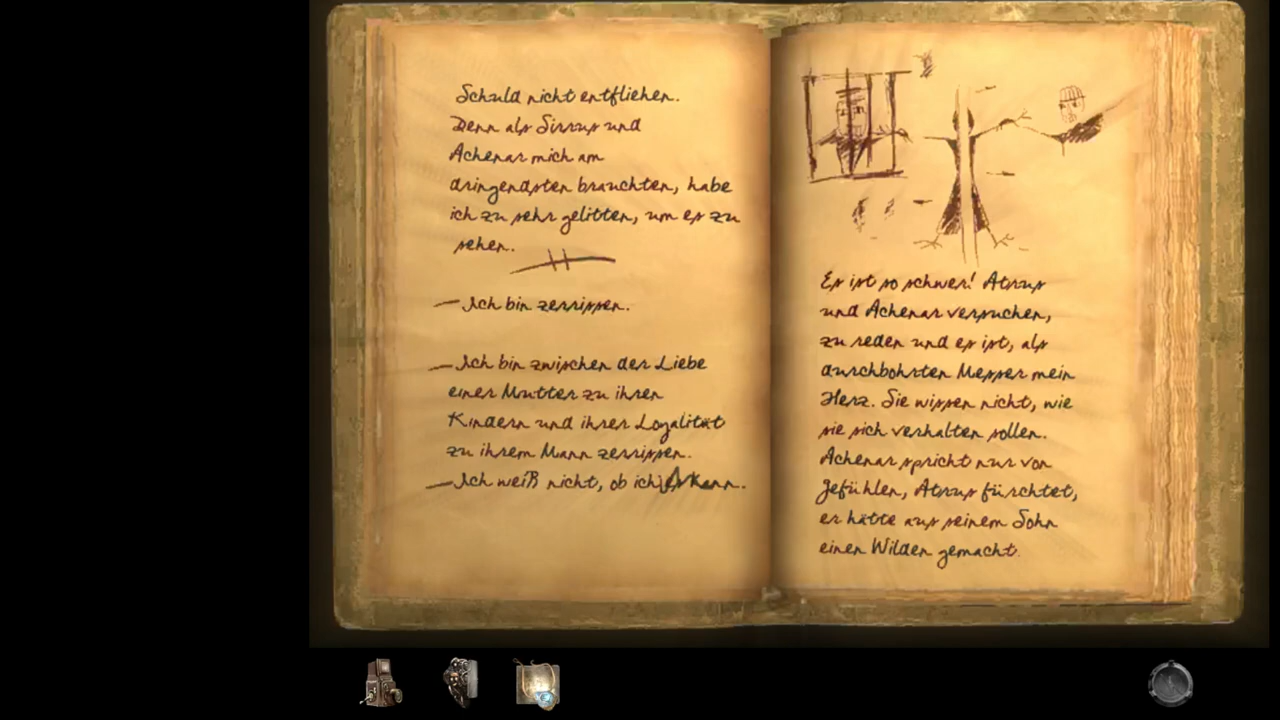 Schuld nicht entfliehen.
Denn als Sirrus und
Achenar mich am
dringendsten brauchten, habe
ich zu sehr gelitten, um es zu
sehen.
— Ich bin zerrissen.
— Ich bin zwischen der Liebe
einer Mutter zu ihren
Kindern und ihrer Loyalität
zu ihrem Mann zerrissen.
— Ich weiß nicht, ob ich es kann.
Es ist so schwer! Atrus
und Achenar versuchen,
zu reden und es ist, als
durchbohrten Messer mein
Herz. Sie wissen nicht, wie
sie sich verhalten sollen.
Achenar spricht nur von
Gefühlen, Atrus fürchtet,
er hätte aus seinem Sohn
einen Wilden gemacht.